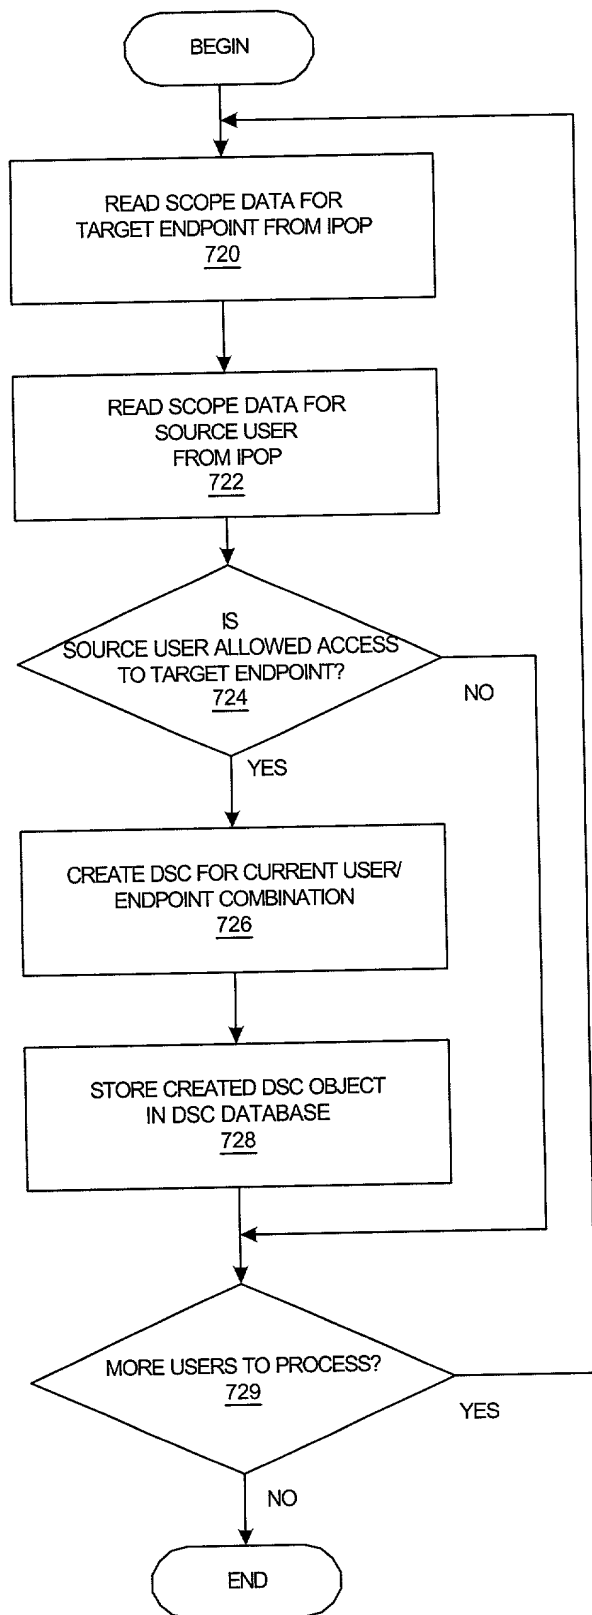 BEGIN
READ SCOPE DATA FOR
TARGET ENDPOINT FROM IPOP
720
READ SCOPE DATA FOR
SOURCE USER
FROM IPOP
722
IS
SOURCE USER ALLOWED ACCESS
TO TARGET ENDPOINT?
724
NO
YES
CREATE DSC FOR CURRENT USER/
ENDPOINT COMBINATION
726
STORE CREATED DSC OBJECT
IN DSC DATABASE
728
MORE USERS TO PROCESS?
729
YES
NO
END